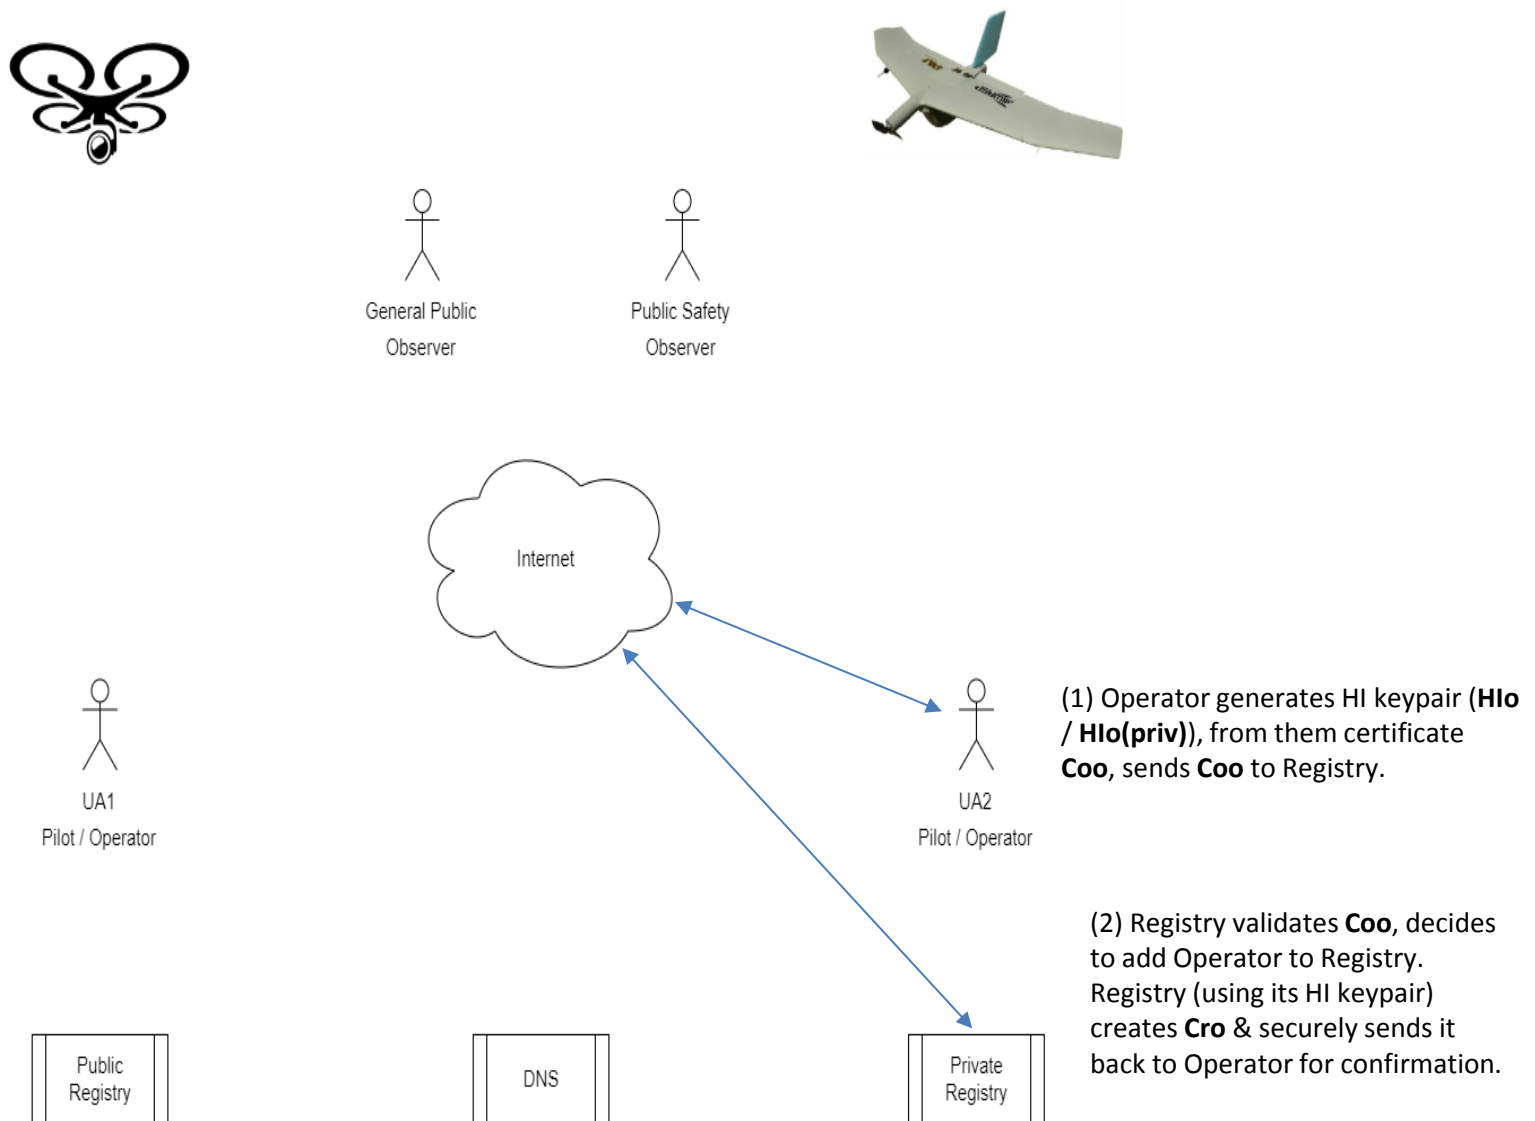 General Public
Observer
Public Safety
Observer
Internet
UA1
Pilot / Operator
UA2
Pilot / Operator
(1) Operator generates HI keypair (HIo
/ HIo(priv)), from them certificate
Coo, sends Coo to Registry.
(2) Registry validates Coo, decides
to add Operator to Registry.
Registry (using its HI keypair)
creates Cro & securely sends it
back to Operator for confirmation.
Public
Registry
DNS
Private
Registry